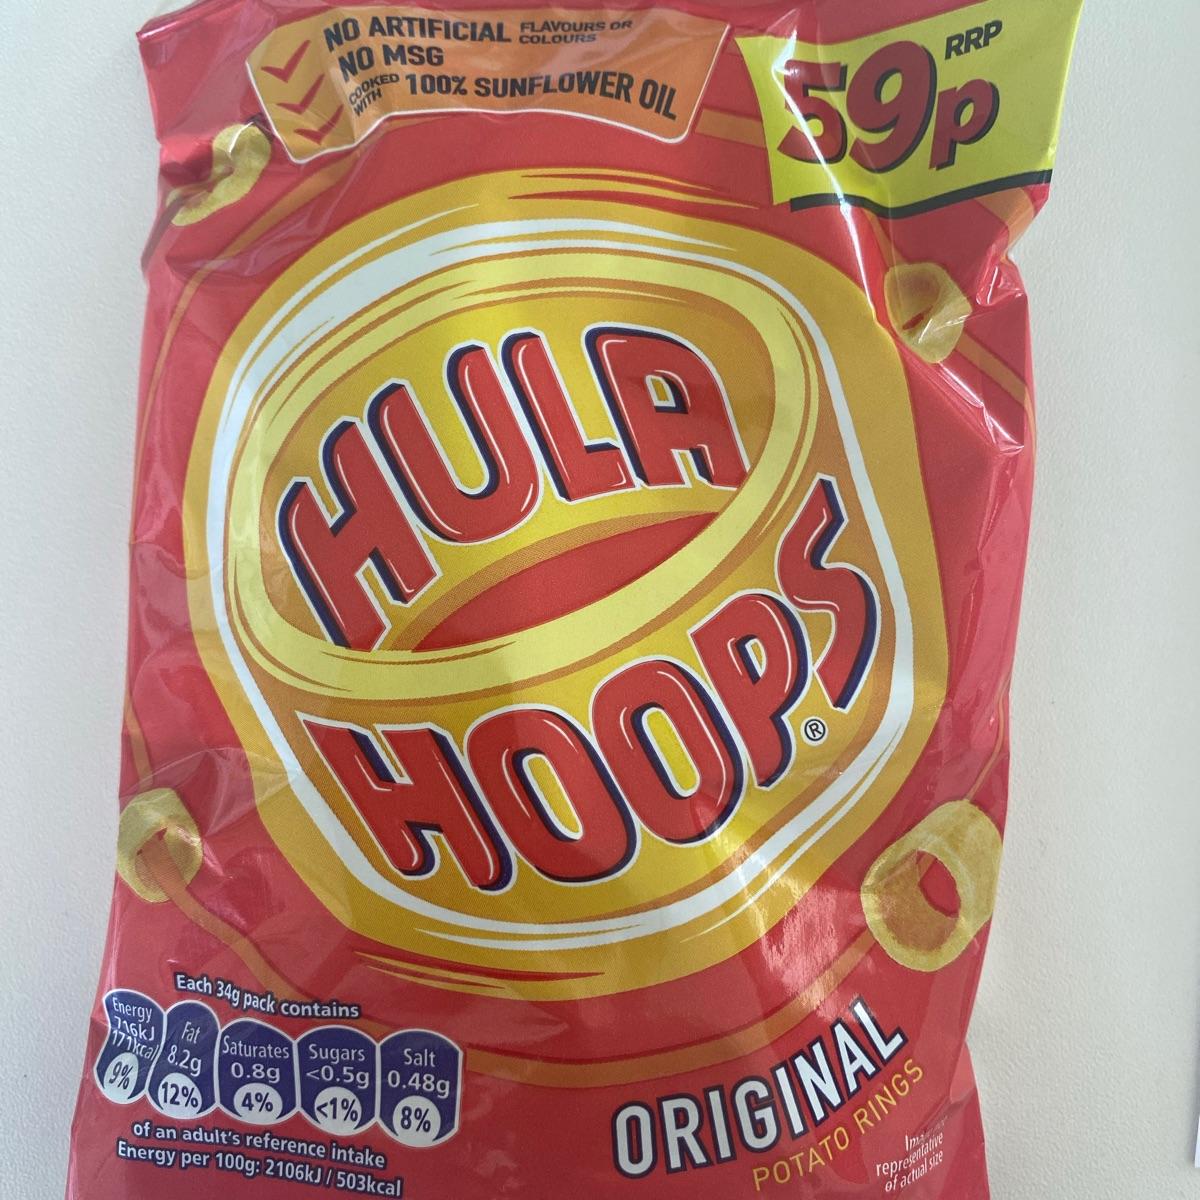 NO ARTIFICIAL FLAVOURS OR COLOURS
NO MSG
COOKED WITH 100% SUNFLOWER OIL
59p RRP
HULA
HOOPS®
Each 34g pack contains
Energy 716kJ 171kcal 9%
Fat 8.2g 12%
Saturates 0.8g 4%
Sugars <0.5g <1%
Salt 0.48g 8%
of an adult's reference intake
Energy per 100g: 2106kJ / 503kcal
ORIGINAL
POTATO RINGS
representative
of actual size